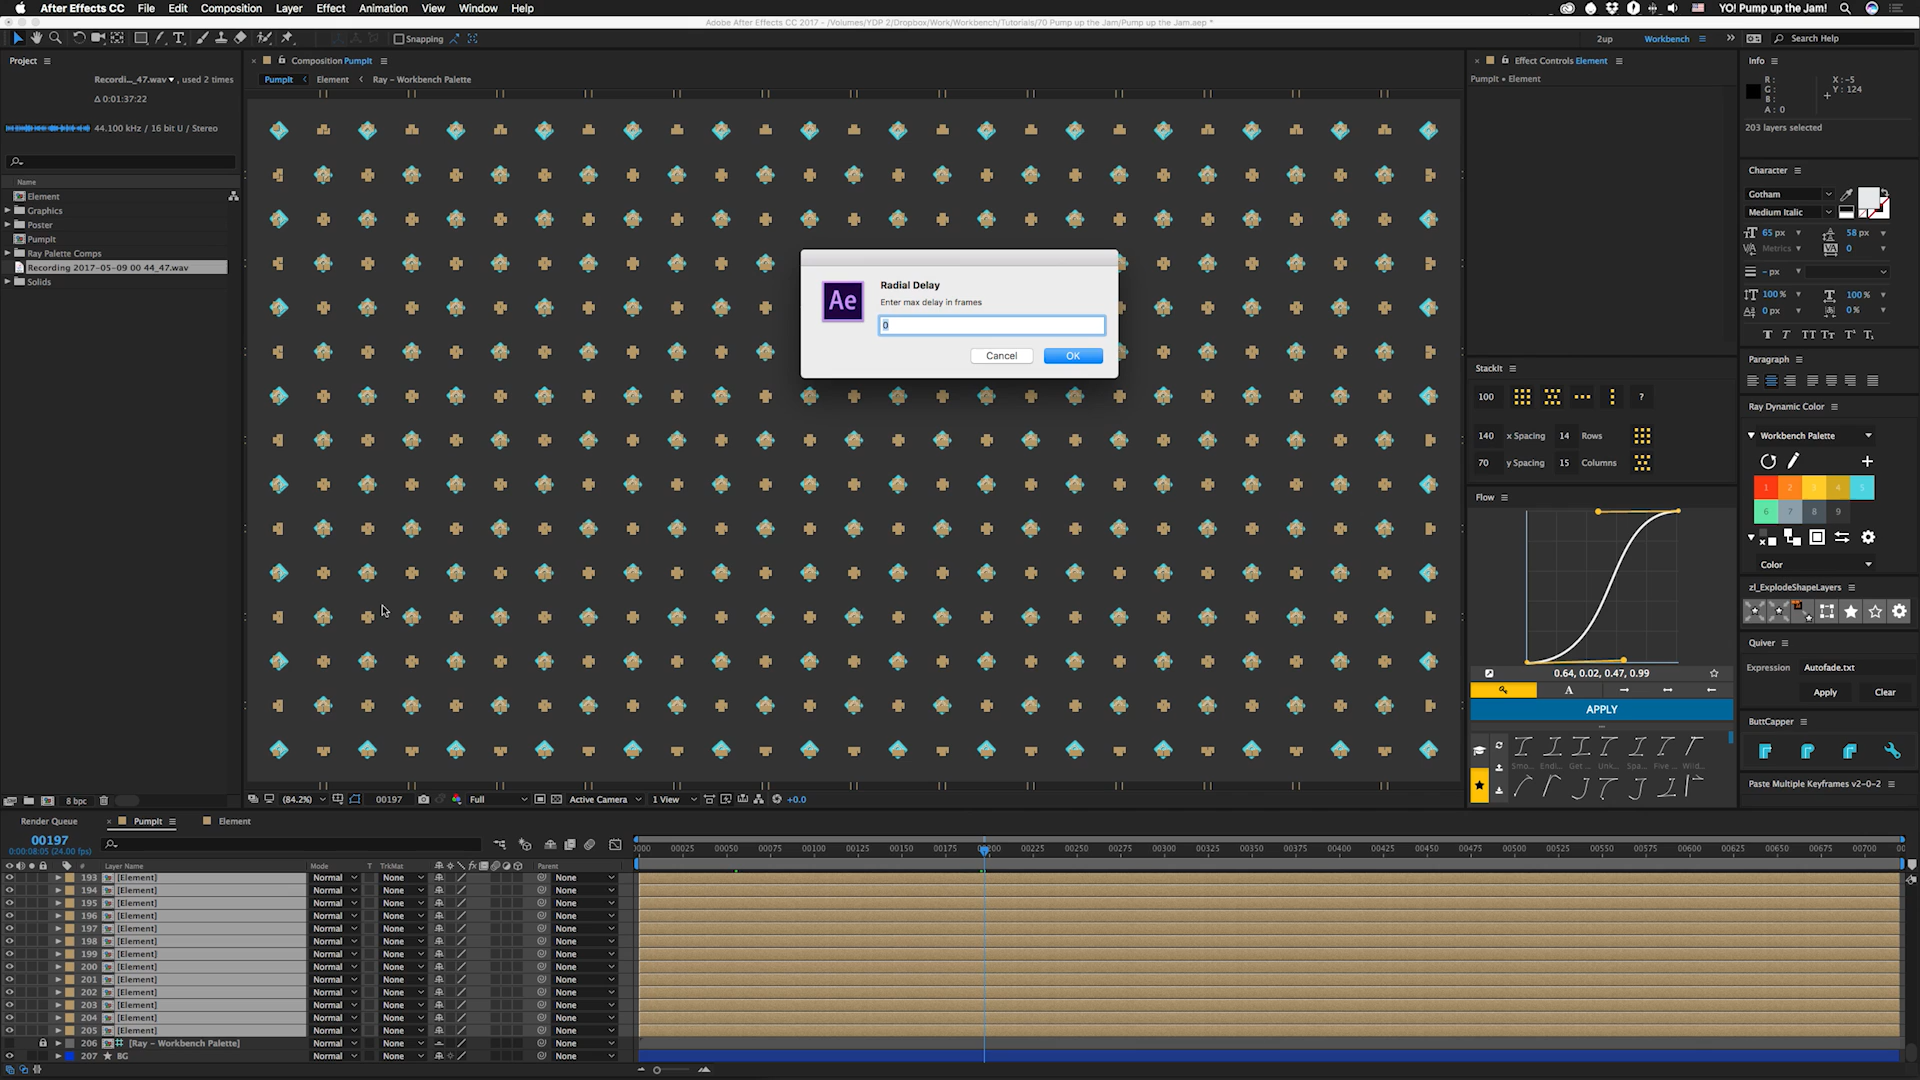 After Effects CC File Edit Composition Layer Effect Animation View Window Help YO! Pump up the Jam!
Adobe After Effects CC 2017 - /Volumes/YDP 2/Dropbox/Work/Workbench/Tutorials/70 Pump up the Jam/Pump up the Jam.aep *
Snapping 2up Workbench Search Help
Project
Recordi..._47.wav , used 2 times
Δ 0:01:37:22
44.100 kHz / 16 bit U / Stereo
Name
Element
Graphics
Poster
PumpIt
Ray Palette Comps
Recording 2017-05-09 00 44_47.wav
Solids
8 bpc
Composition PumpIt
PumpIt Element Ray – Workbench Palette
Ae
Radial Delay
Enter max delay in frames
0
Cancel OK
(84.2%) 00197 Full Active Camera 1 View +0.0
Effect Controls Element
PumpIt • Element
StackIt
100 ?
140 x Spacing 14 Rows
70 y Spacing 15 Columns
Flow
0.64, 0.02, 0.47, 0.99
A
APPLY
Smo... Endi... Get ... Unk... Spa... Five ... Wild...
Info
R :
G :
B :
A : 0
X : -5
Y : 124
203 layers selected
Character
Gotham
Medium Italic
65 px 58 px
Metrics 0
– px
100 % 100 %
0 px 0 %
Paragraph
Ray Dynamic Color
Workbench Palette
1 2 3 4 5
6 7 8 9
Color
zl_ExplodeShapeLayers
Quiver
Expression Autofade.txt
Apply Clear
ButtCapper
Paste Multiple Keyframes v2-0-2
Render Queue PumpIt Element
00197
0:00:08:05 (24.00 fps)
# Layer Name Mode T TrkMat Parent
0000 00025 00050 00075 00100 00125 00150 00175 00200 00225 00250 00275 00300 00325 00350 00375 00400 00425 00450 00475 00500 00525 00550 00575 00600 00625 00650 00675 00700
193 [Element] Normal None None
194 [Element] Normal None None
195 [Element] Normal None None
196 [Element] Normal None None
197 [Element] Normal None None
198 [Element] Normal None None
199 [Element] Normal None None
200 [Element] Normal None None
201 [Element] Normal None None
202 [Element] Normal None None
203 [Element] Normal None None
204 [Element] Normal None None
205 [Element] Normal None None
206 [Ray – Workbench Palette] Normal None None
207 BG Normal None None